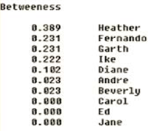 Betweeness
0.389 Heather
0.231 Fernando
0.231 Garth
0.222 Ike
0.102 Diane
0.023 Andre
0.023 Beverly
0.000 Carol
0.000 Ed
0.000 Jane